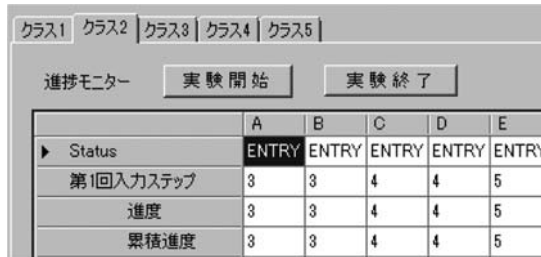 クラス1 クラス2 クラス3 クラス4 クラス5
進捗モニター 実験開始 実験終了
A B C D E
Status ENTRY ENTRY ENTRY ENTRY ENTRY
第1回入力ステップ 3 3 4 4 5
進度 3 3 4 4 5
累積進度 3 3 4 4 5